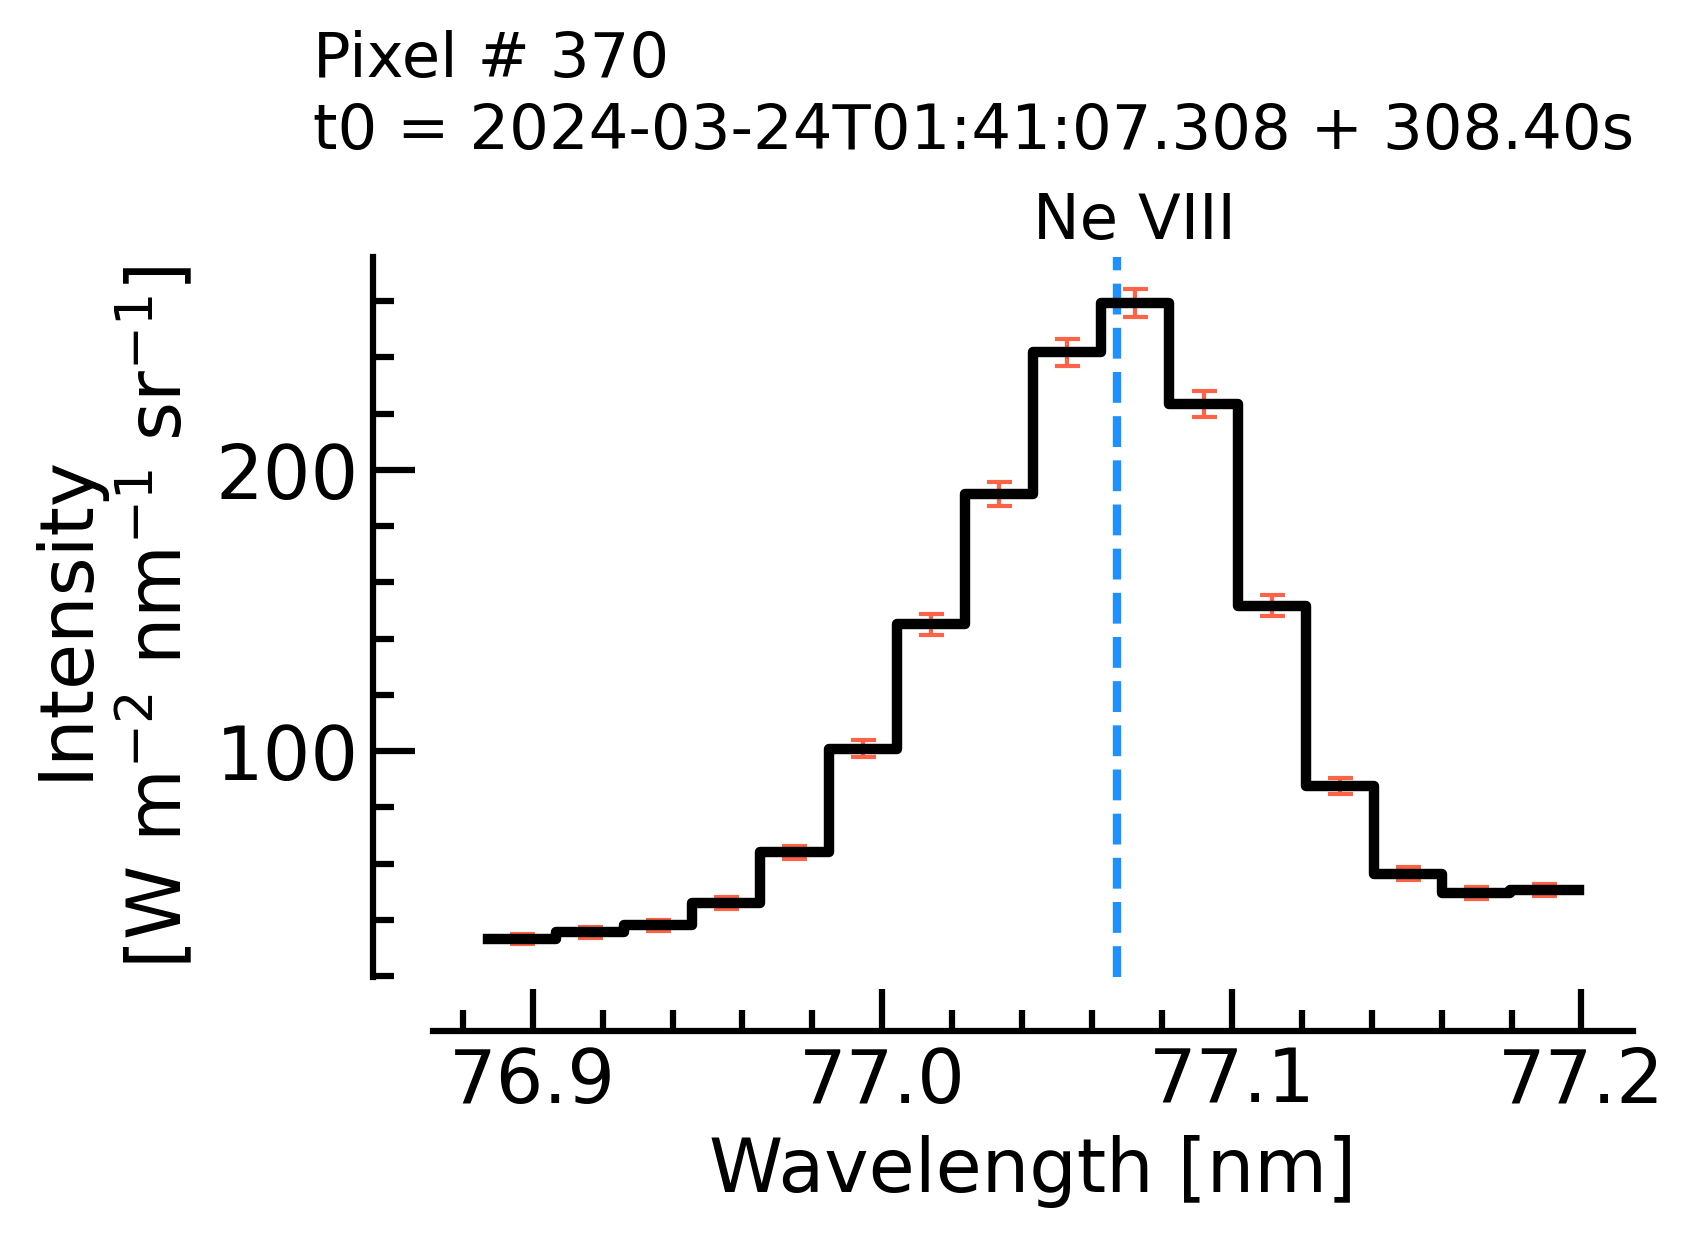 Pixel # 370
t0 = 2024-03-24T01:41:07.308 + 308.40s
Ne VIII
Intensity
[W m⁻² nm⁻¹ sr⁻¹]
200
100
76.9 77.0 77.1 77.2
Wavelength [nm]